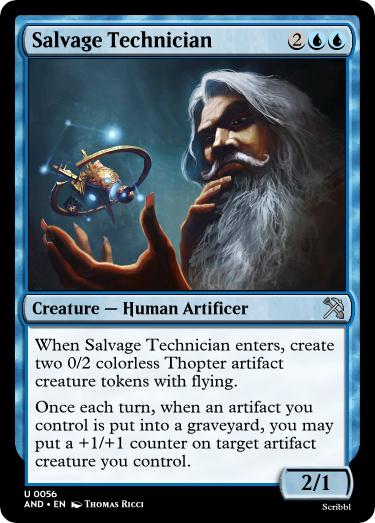 Salvage Technician 2
Creature — Human Artificer
When Salvage Technician enters, create
two 0/2 colorless Thopter artifact
creature tokens with flying.
Once each turn, when an artifact you
control is put into a graveyard, you may
put a +1/+1 counter on target artifact
creature you control.
2/1
U 0056
AND • EN Thomas Ricci
Scribbl